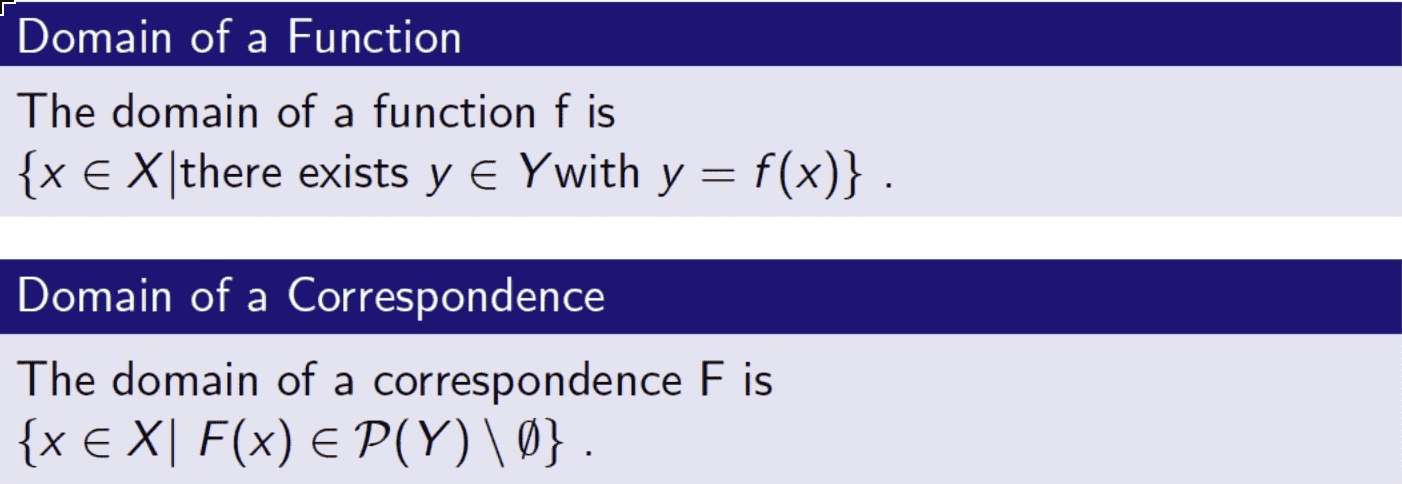 Domain of a Function
The domain of a function f is
{x ∈ X|there exists y ∈ Y with y = f(x)} .
Domain of a Correspondence
The domain of a correspondence F is
{x ∈ X| F(x) ∈ 𝒫(Y) \ ∅} .